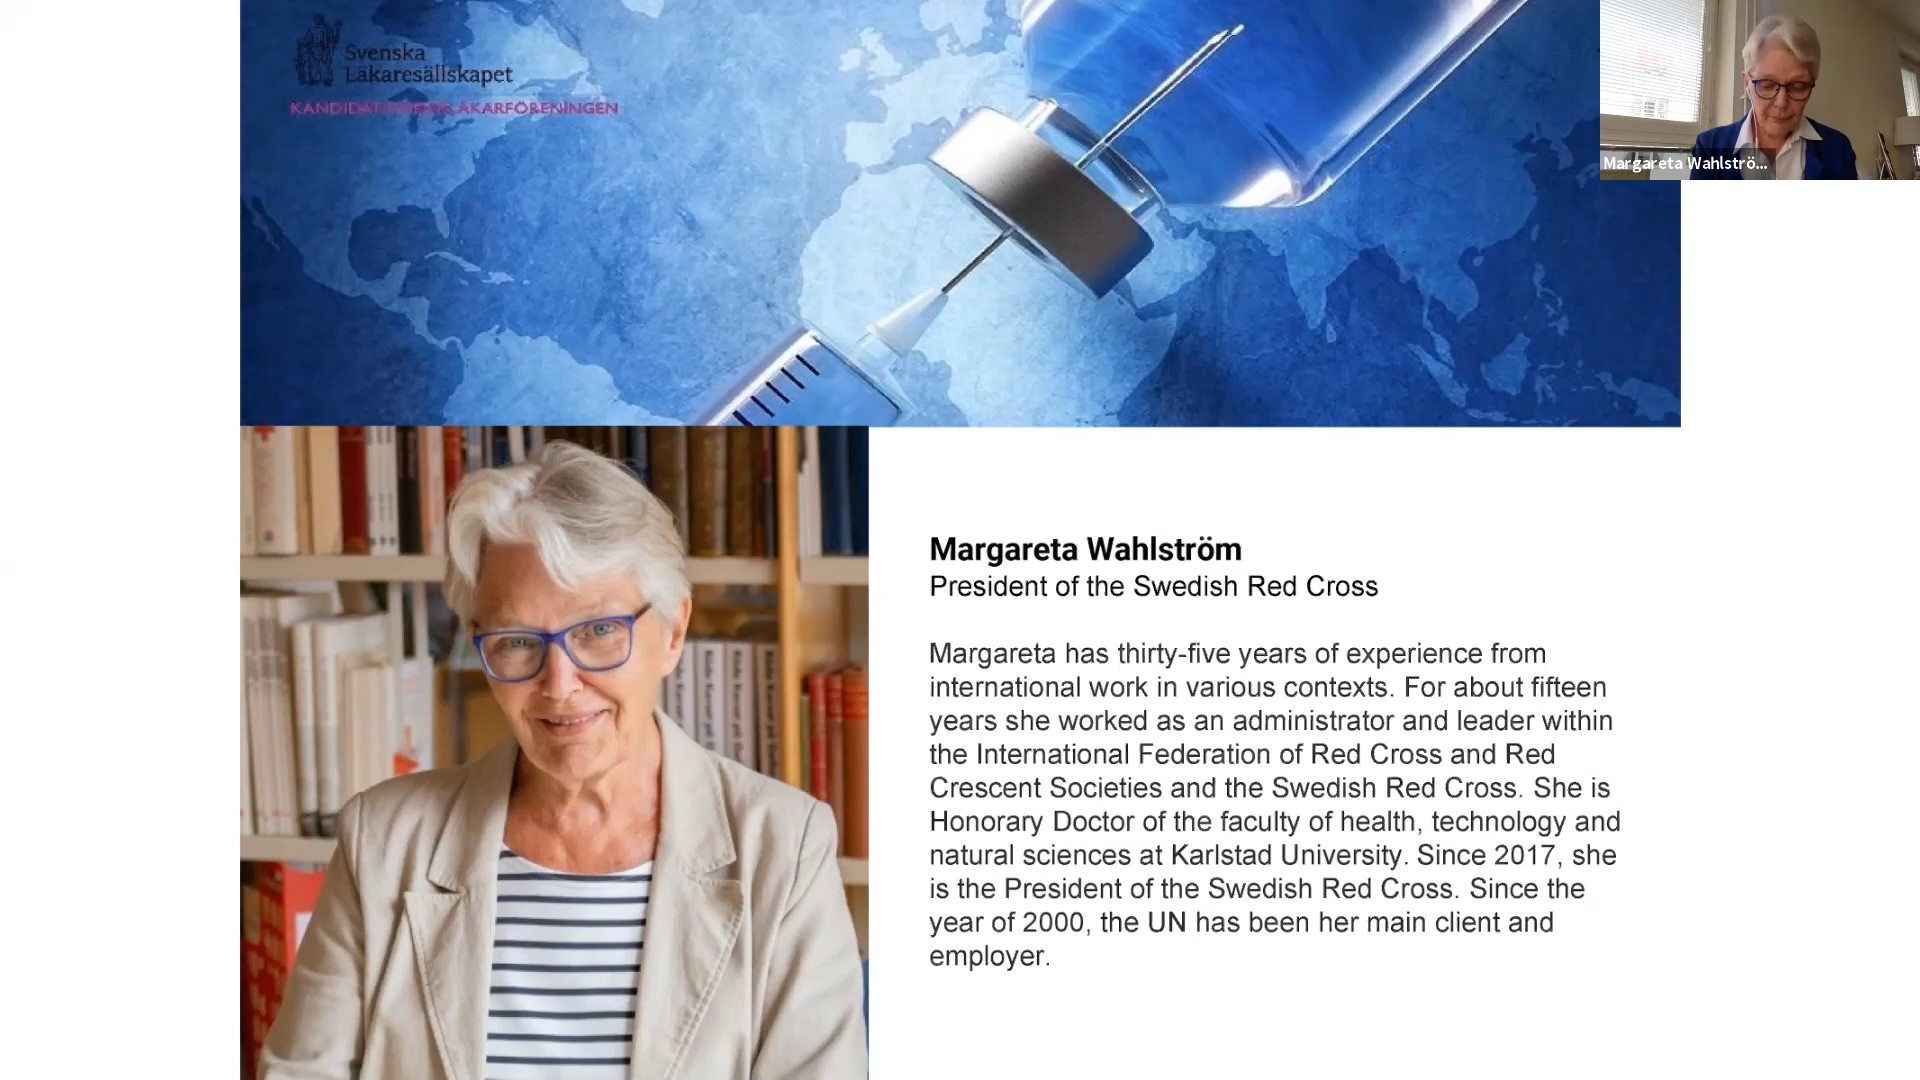 Svenska
Läkaresällskapet
KANDIDAT- LÄKARFÖRENINGEN
Margareta Wahlströ...
Margareta Wahlström
President of the Swedish Red Cross
Margareta has thirty-five years of experience from
international work in various contexts. For about fifteen
years she worked as an administrator and leader within
the International Federation of Red Cross and Red
Crescent Societies and the Swedish Red Cross. She is
Honorary Doctor of the faculty of health, technology and
natural sciences at Karlstad University. Since 2017, she
is the President of the Swedish Red Cross. Since the
year of 2000, the UN has been her main client and
employer.